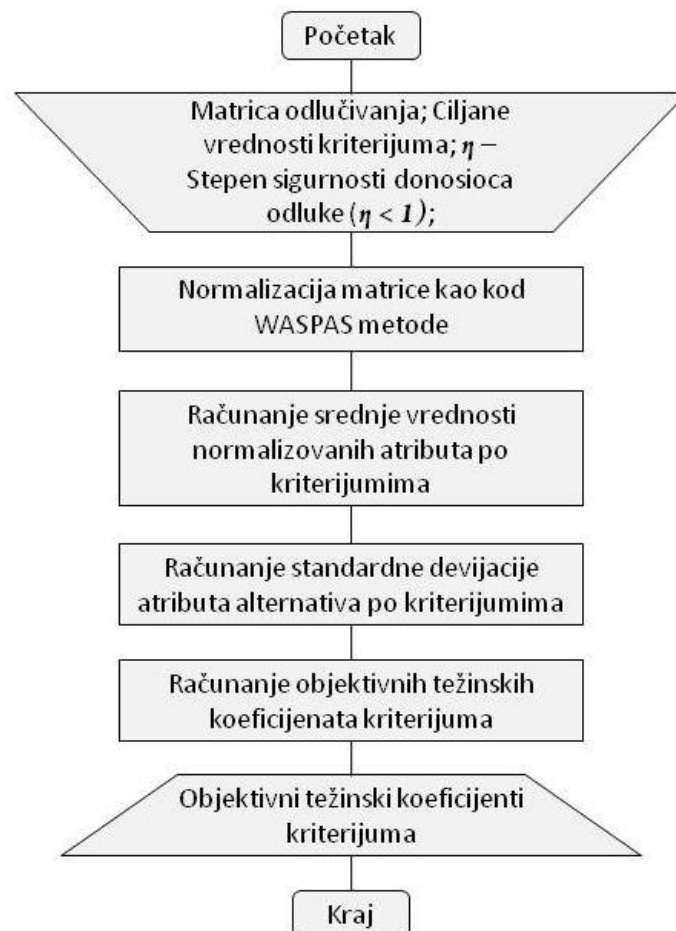 Početak
Matrica odlučivanja; Ciljane
vrednosti kriterijuma; η –
Stepen sigurnosti donosioca
odluke (η < 1);
Normalizacija matrice kao kod
WASPAS metode
Računanje srednje vrednosti
normalizovanih atributa po
kriterijumima
Računanje standardne devijacije
atributa alternativa po kriterijumima
Računanje objektivnih težinskih
koeficijenata kriterijuma
Objektivni težinski koeficijenti
kriterijuma
Kraj